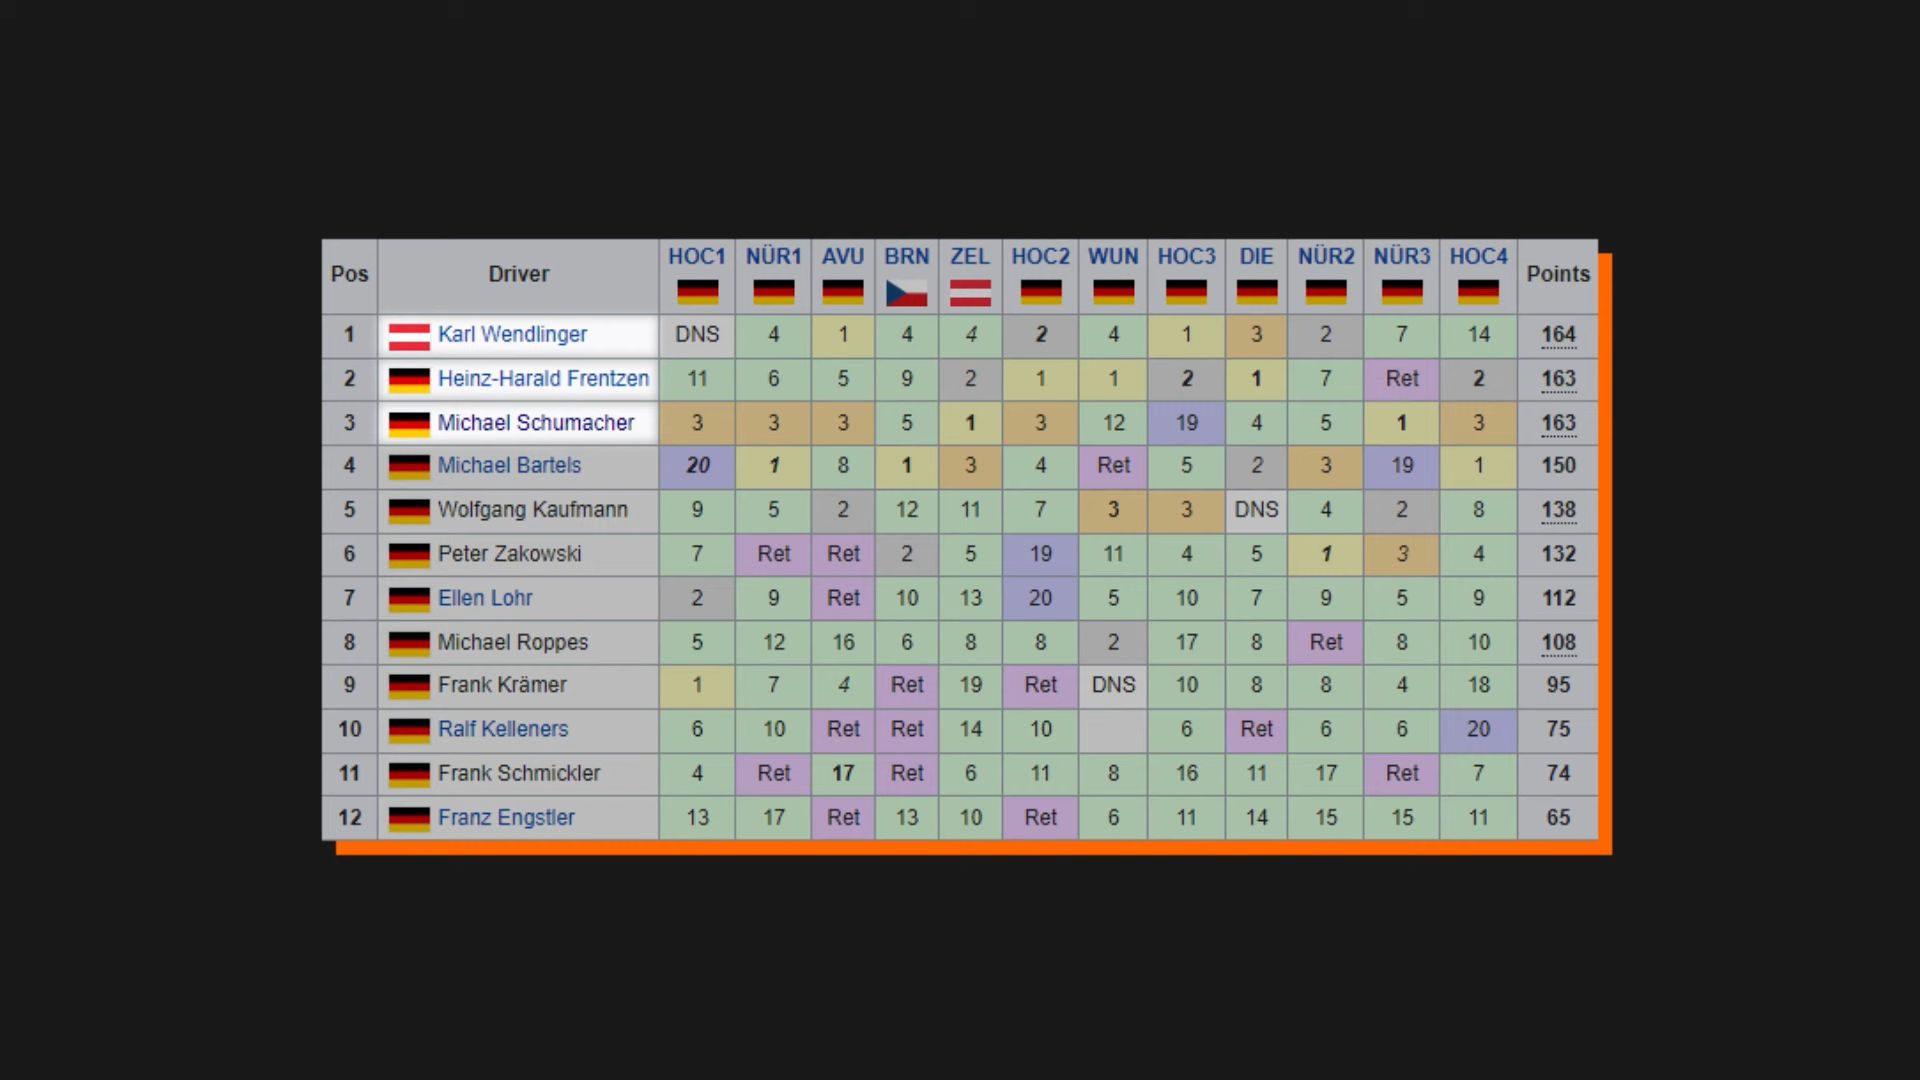 Pos Driver HOC1 NÜR1 AVU BRN ZEL HOC2 WUN HOC3 DIE NÜR2 NÜR3 HOC4 Points
1 Karl Wendlinger DNS 4 1 4 4 2 4 1 3 2 7 14 164
2 Heinz-Harald Frentzen 11 6 5 9 2 1 1 2 1 7 Ret 2 163
3 Michael Schumacher 3 3 3 5 1 3 12 19 4 5 1 3 163
4 Michael Bartels 20 1 8 1 3 4 Ret 5 2 3 19 1 150
5 Wolfgang Kaufmann 9 5 2 12 11 7 3 3 DNS 4 2 8 138
6 Peter Zakowski 7 Ret Ret 2 5 19 11 4 5 1 3 4 132
7 Ellen Lohr 2 9 Ret 10 13 20 5 10 7 9 5 9 112
8 Michael Roppes 5 12 16 6 8 8 2 17 8 Ret 8 10 108
9 Frank Krämer 1 7 4 Ret 19 Ret DNS 10 8 8 4 18 95
10 Ralf Kelleners 6 10 Ret Ret 14 10 6 Ret 6 6 20 75
11 Frank Schmickler 4 Ret 17 Ret 6 11 8 16 11 17 Ret 7 74
12 Franz Engstler 13 17 Ret 13 10 Ret 6 11 14 15 15 11 65